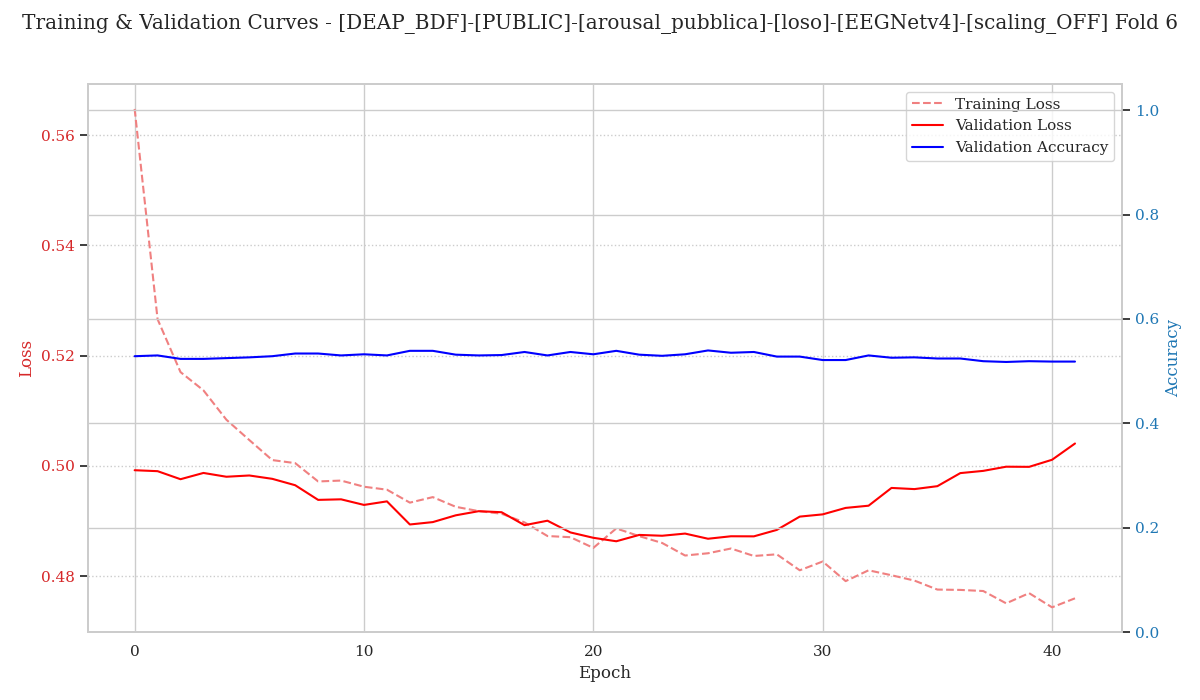 Training & Validation Curves - [DEAP_BDF]-[PUBLIC]-[arousal_pubblica]-[loso]-[EEGNetv4]-[scaling_OFF] Fold 6
Training Loss
Validation Loss
Validation Accuracy
Loss
0.56
0.54
0.52
0.50
0.48
1.0
0.8
0.6
0.4
0.2
0.0
Accuracy
0
10
20
30
40
Epoch